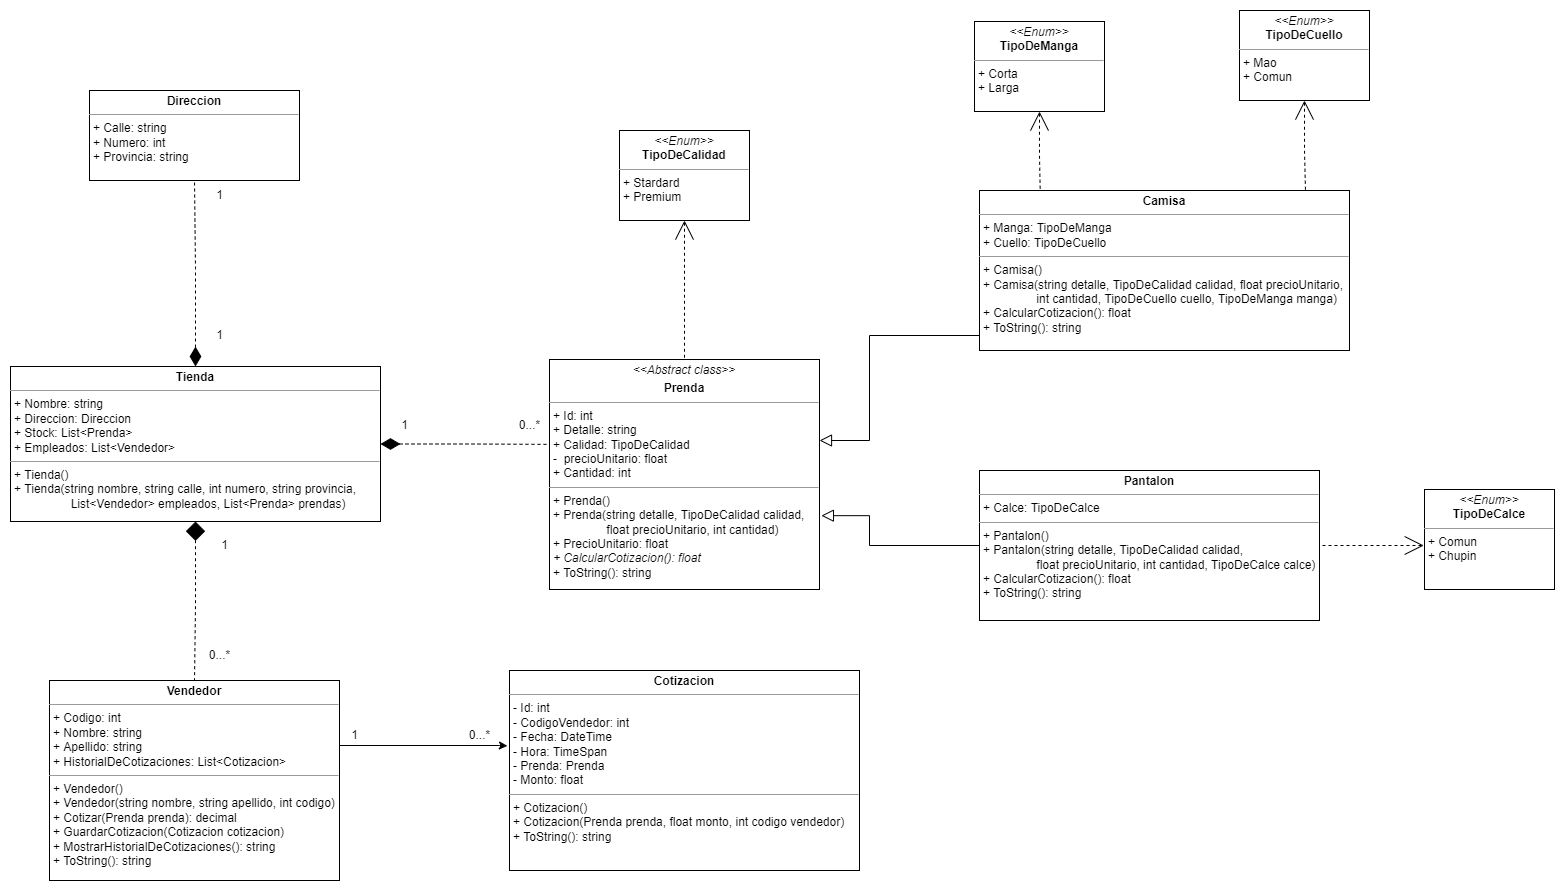 <<Enum>>
TipoDeManga
+ Corta
+ Larga
<<Enum>>
TipoDeCuello
+ Mao
+ Comun
Direccion
+ Calle: string
+ Numero: int
+ Provincia: string
1
1
<<Enum>>
TipoDeCalidad
+ Stardard
+ Premium
Camisa
+ Manga: TipoDeManga
+ Cuello: TipoDeCuello
+ Camisa()
+ Camisa(string detalle, TipoDeCalidad calidad, float precioUnitario,
int cantidad, TipoDeCuello cuello, TipoDeManga manga)
+ CalcularCotizacion(): float
+ ToString(): string
Tienda
+ Nombre: string
+ Direccion: Direccion
+ Stock: List<Prenda>
+ Empleados: List<Vendedor>
+ Tienda()
+ Tienda(string nombre, string calle, int numero, string provincia,
List<Vendedor> empleados, List<Prenda> prendas)
1
0...*
<<Abstract class>>
Prenda
+ Id: int
+ Detalle: string
+ Calidad: TipoDeCalidad
- precioUnitario: float
+ Cantidad: int
+ Prenda()
+ Prenda(string detalle, TipoDeCalidad calidad,
float precioUnitario, int cantidad)
+ PrecioUnitario: float
+ CalcularCotizacion(): float
+ ToString(): string
Pantalon
+ Calce: TipoDeCalce
+ Pantalon()
+ Pantalon(string detalle, TipoDeCalidad calidad,
float precioUnitario, int cantidad, TipoDeCalce calce)
+ CalcularCotizacion(): float
+ ToString(): string
<<Enum>>
TipoDeCalce
+ Comun
+ Chupin
1
0...*
Vendedor
+ Codigo: int
+ Nombre: string
+ Apellido: string
+ HistorialDeCotizaciones: List<Cotizacion>
+ Vendedor()
+ Vendedor(string nombre, string apellido, int codigo)
+ Cotizar(Prenda prenda): decimal
+ GuardarCotizacion(Cotizacion cotizacion)
+ MostrarHistorialDeCotizaciones(): string
+ ToString(): string
1
0...*
Cotizacion
- Id: int
- CodigoVendedor: int
- Fecha: DateTime
- Hora: TimeSpan
- Prenda: Prenda
- Monto: float
+ Cotizacion()
+ Cotizacion(Prenda prenda, float monto, int codigo vendedor)
+ ToString(): string